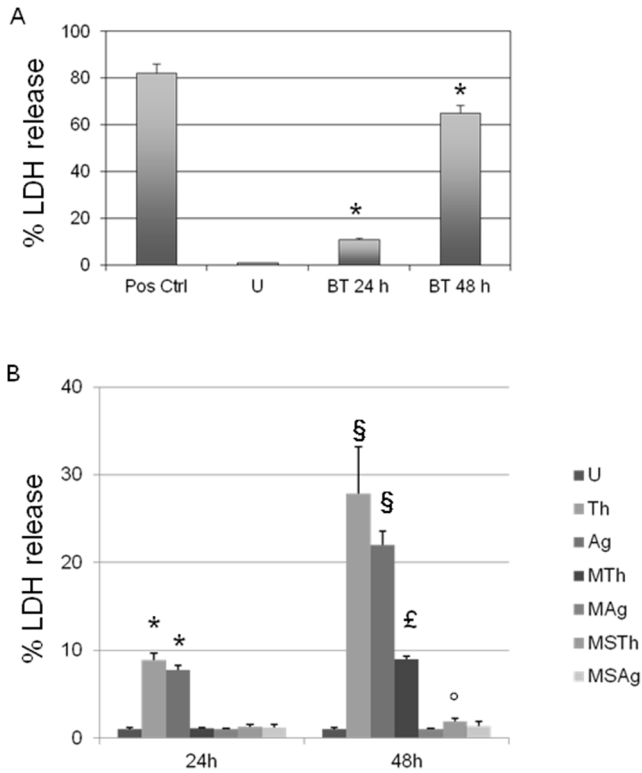 A
% LDH release
100
80
60
40
20
0
*
*
Pos Ctrl U BT 24 h BT 48 h
B
% LDH release
40
30
20
10
0
* *
§
§
£
°
24h 48h
U
Th
Ag
MTh
MAg
MSTh
MSAg